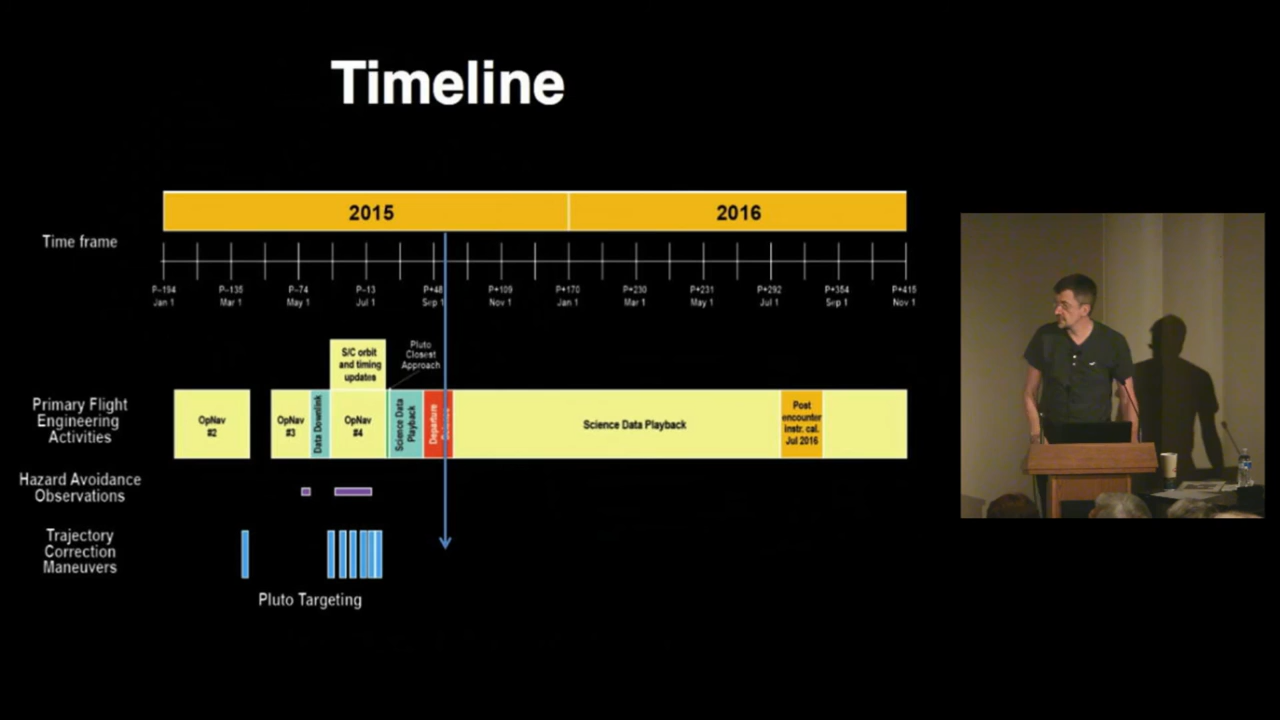 Timeline
2015
2016
Time frame
P–194
P–135
P–74
P–13
P+48
P+109
P+170
P+230
P+231
P+292
P+354
P+415
Jan 1
Mar 1
May 1
Jul 1
Sep 1
Nov 1
Jan 1
Mar 1
May 1
Jul 1
Sep 1
Nov 1
S/C orbit
and timing
updates
Pluto
Closest
Approach
Primary Flight
Engineering
Activities
OpNav
#2
OpNav
#3
Data Downlink
OpNav
#4
Science Data
Playback
Departure
Science Data Playback
Post
encounter
instr. cal.
Jul 2016
Hazard Avoidance
Observations
Trajectory
Correction
Maneuvers
Pluto Targeting